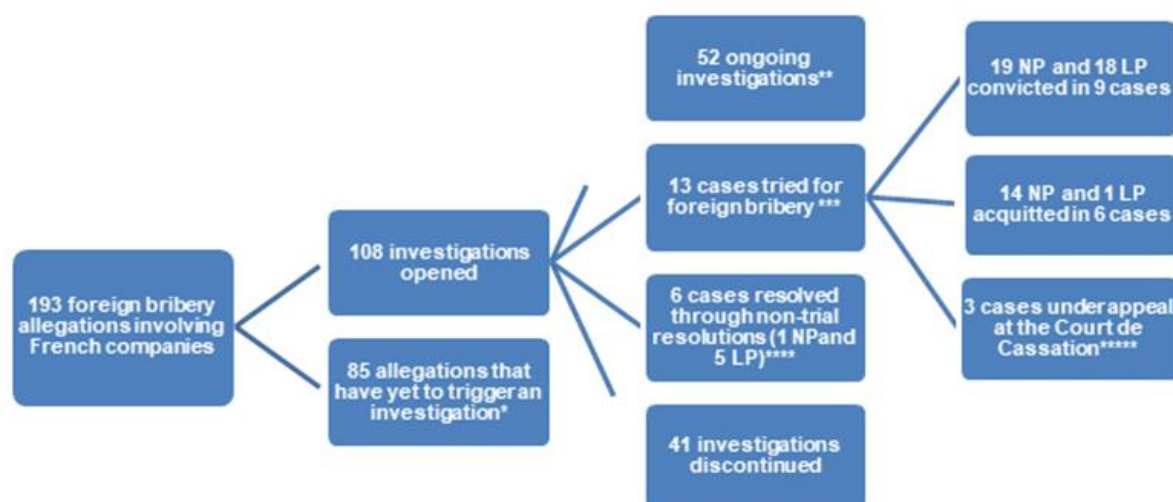 193 foreign bribery
allegations involving
French companies
108 investigations
opened
85 allegations that
have yet to trigger an
investigation*
52 ongoing
investigations**
13 cases tried for
foreign bribery ***
6 cases resolved
through non-trial
resolutions (1 NPand
5 LP)****
41 investigations
discontinued
19 NP and 18 LP
convicted in 9 cases
14 NP and 1 LP
acquitted in 6 cases
3 cases under appeal
at the Court de
Cassation*****